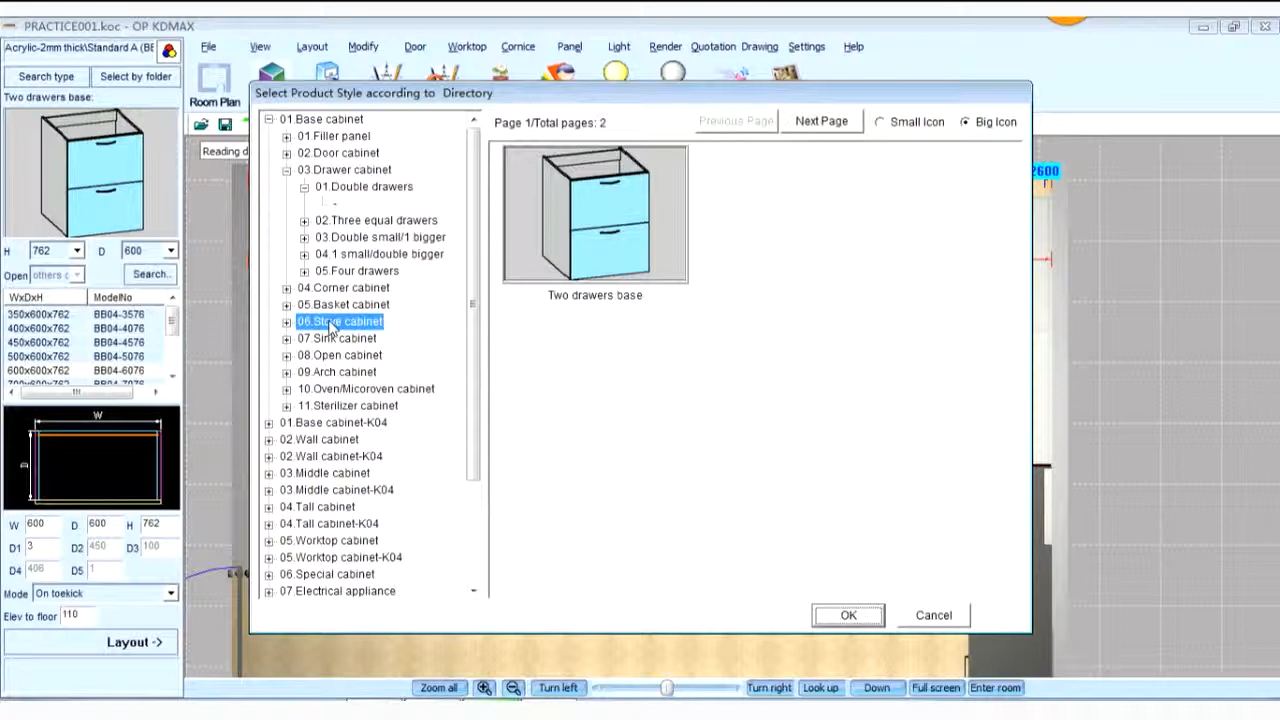 PRACTICE001.koc - OP KDMAX
Acrylic-2mm thick\Standard A (BE
File View Layout Modify Door Worktop Cornice Panel Light Render Quotation Drawing Settings Help
Search type Select by folder
Two drawers base:
Room Plan
Reading d
H 762 D 600
Open others c Search..
WxDxH ModelNo
350x600x762 BB04-3576
400x600x762 BB04-4076
450x600x762 BB04-4576
500x600x762 BB04-5076
600x600x762 BB04-6076
700x600x762 BB04-7076
W
D
W 600 D 600 H 762
D1 3 D2 450 D3 100
D4 406 D5 1
Mode On toekick
Elev to floor 110
Layout ->
Select Product Style according to Directory
01.Base cabinet
01 Filler panel
02.Door cabinet
03.Drawer cabinet
01.Double drawers
-
02.Three equal drawers
03.Double small/1 bigger
04.1 small/double bigger
05.Four drawers
04.Corner cabinet
05.Basket cabinet
06.Stove cabinet
07.Sink cabinet
08.Open cabinet
09.Arch cabinet
10.Oven/Micoroven cabinet
11.Sterilizer cabinet
01.Base cabinet-K04
02.Wall cabinet
02.Wall cabinet-K04
03.Middle cabinet
03.Middle cabinet-K04
04.Tall cabinet
04.Tall cabinet-K04
05.Worktop cabinet
05.Worktop cabinet-K04
06.Special cabinet
07.Electrical appliance
Page 1/Total pages: 2 Previous Page Next Page Small Icon Big Icon
Two drawers base
OK Cancel
2600
Zoom all Turn left Turn right Look up Down Full screen Enter room